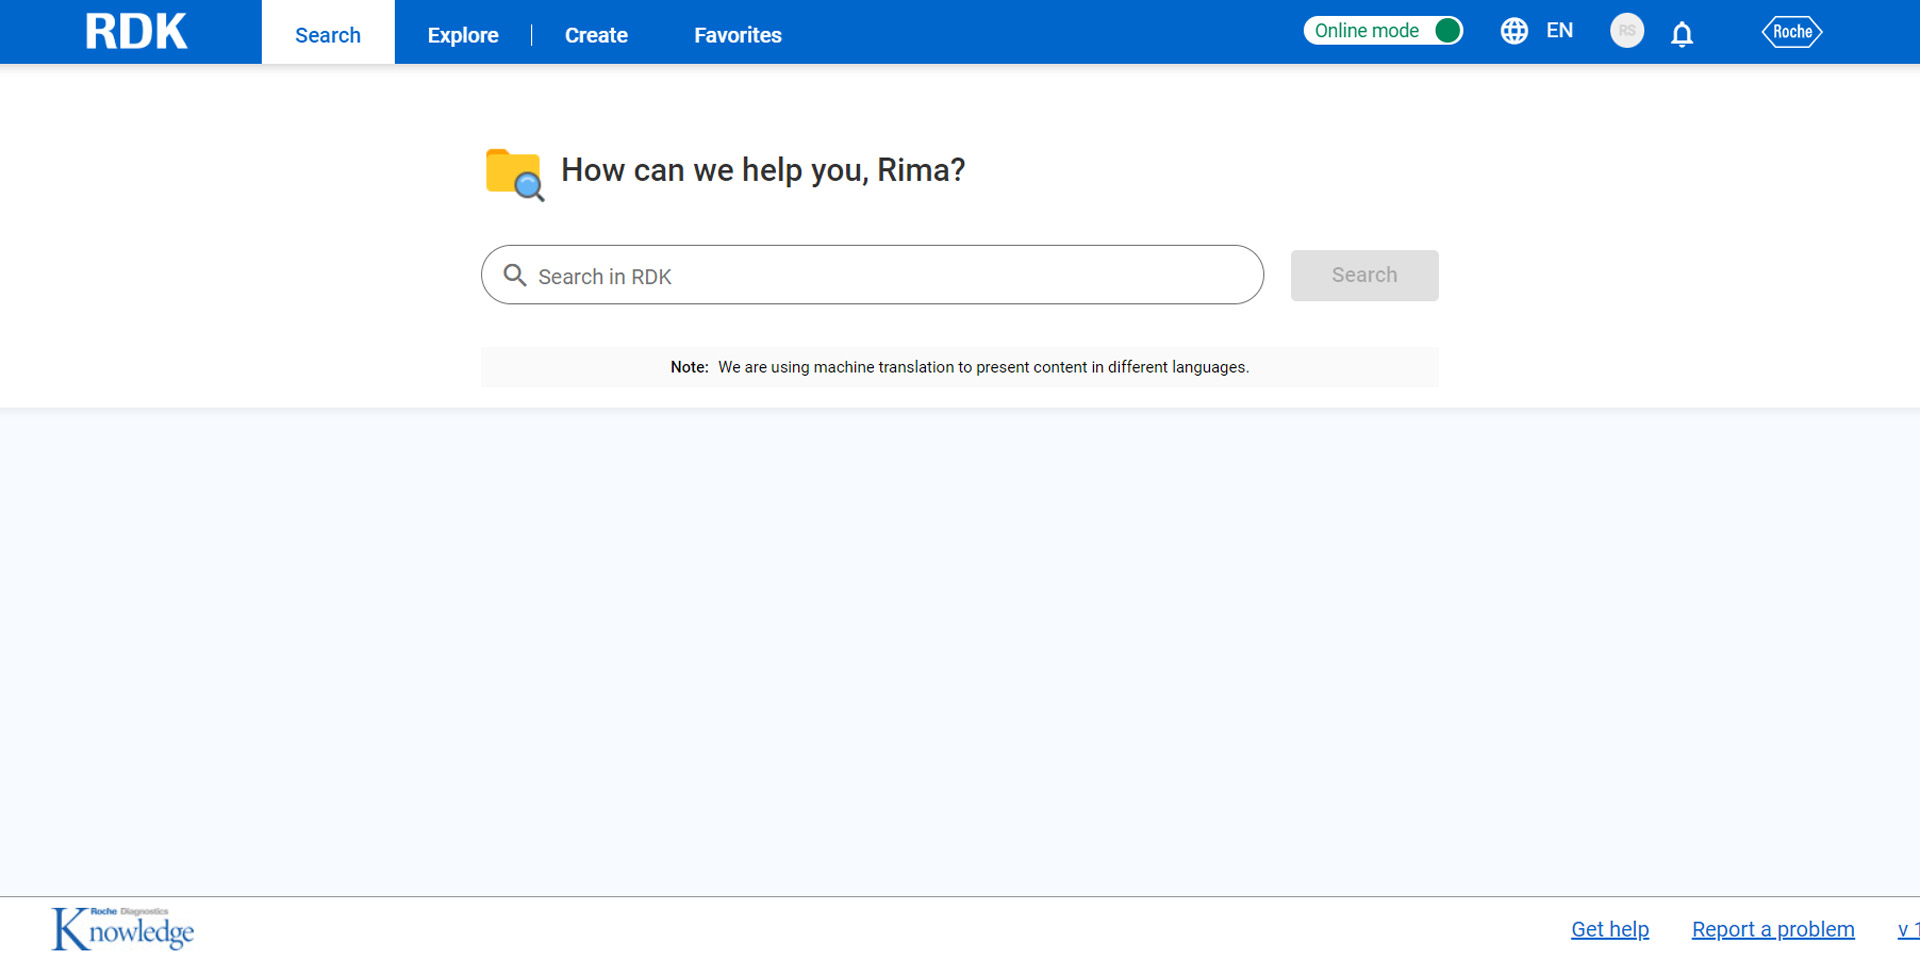 RDK
Search
Explore
Create
Favorites
Online mode
EN
RS
Roche
How can we help you, Rima?
Search in RDK
Search
Note: We are using machine translation to present content in different languages.
Roche Diagnostics
Knowledge
Get help
Report a problem
v 1